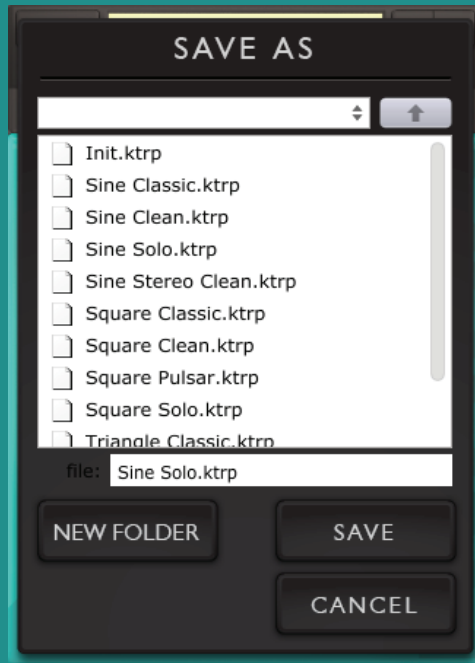 SAVE AS
Init.ktrp
Sine Classic.ktrp
Sine Clean.ktrp
Sine Solo.ktrp
Sine Stereo Clean.ktrp
Square Classic.ktrp
Square Clean.ktrp
Square Pulsar.ktrp
Square Solo.ktrp
Triangle Classic.ktrp
file: Sine Solo.ktrp
NEW FOLDER SAVE
CANCEL